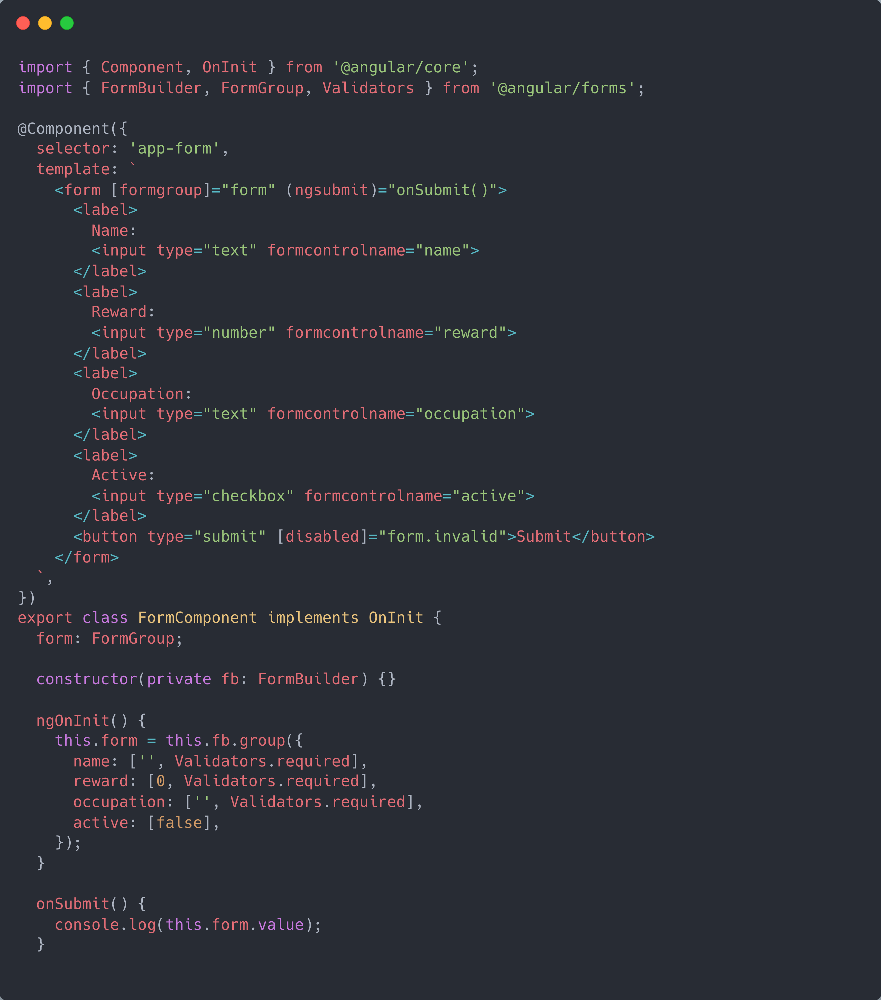 import { Component, OnInit } from '@angular/core';
import { FormBuilder, FormGroup, Validators } from '@angular/forms';

@Component({
  selector: 'app-form',
  template: `
    <form [formgroup]="form" (ngsubmit)="onSubmit()">
      <label>
        Name:
        <input type="text" formcontrolname="name">
      </label>
      <label>
        Reward:
        <input type="number" formcontrolname="reward">
      </label>
      <label>
        Occupation:
        <input type="text" formcontrolname="occupation">
      </label>
      <label>
        Active:
        <input type="checkbox" formcontrolname="active">
      </label>
      <button type="submit" [disabled]="form.invalid">Submit</button>
    </form>
  `,
})
export class FormComponent implements OnInit {
  form: FormGroup;

  constructor(private fb: FormBuilder) {}

  ngOnInit() {
    this.form = this.fb.group({
      name: ['', Validators.required],
      reward: [0, Validators.required],
      occupation: ['', Validators.required],
      active: [false],
    });
  }

  onSubmit() {
    console.log(this.form.value);
  }